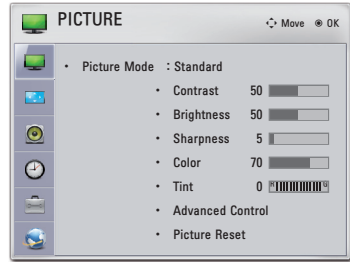 PICTURE Move OK
• Picture Mode : Standard
• Contrast 50
• Brightness 50
• Sharpness 5
• Color 70
• Tint 0 R G
• Advanced Control
• Picture Reset